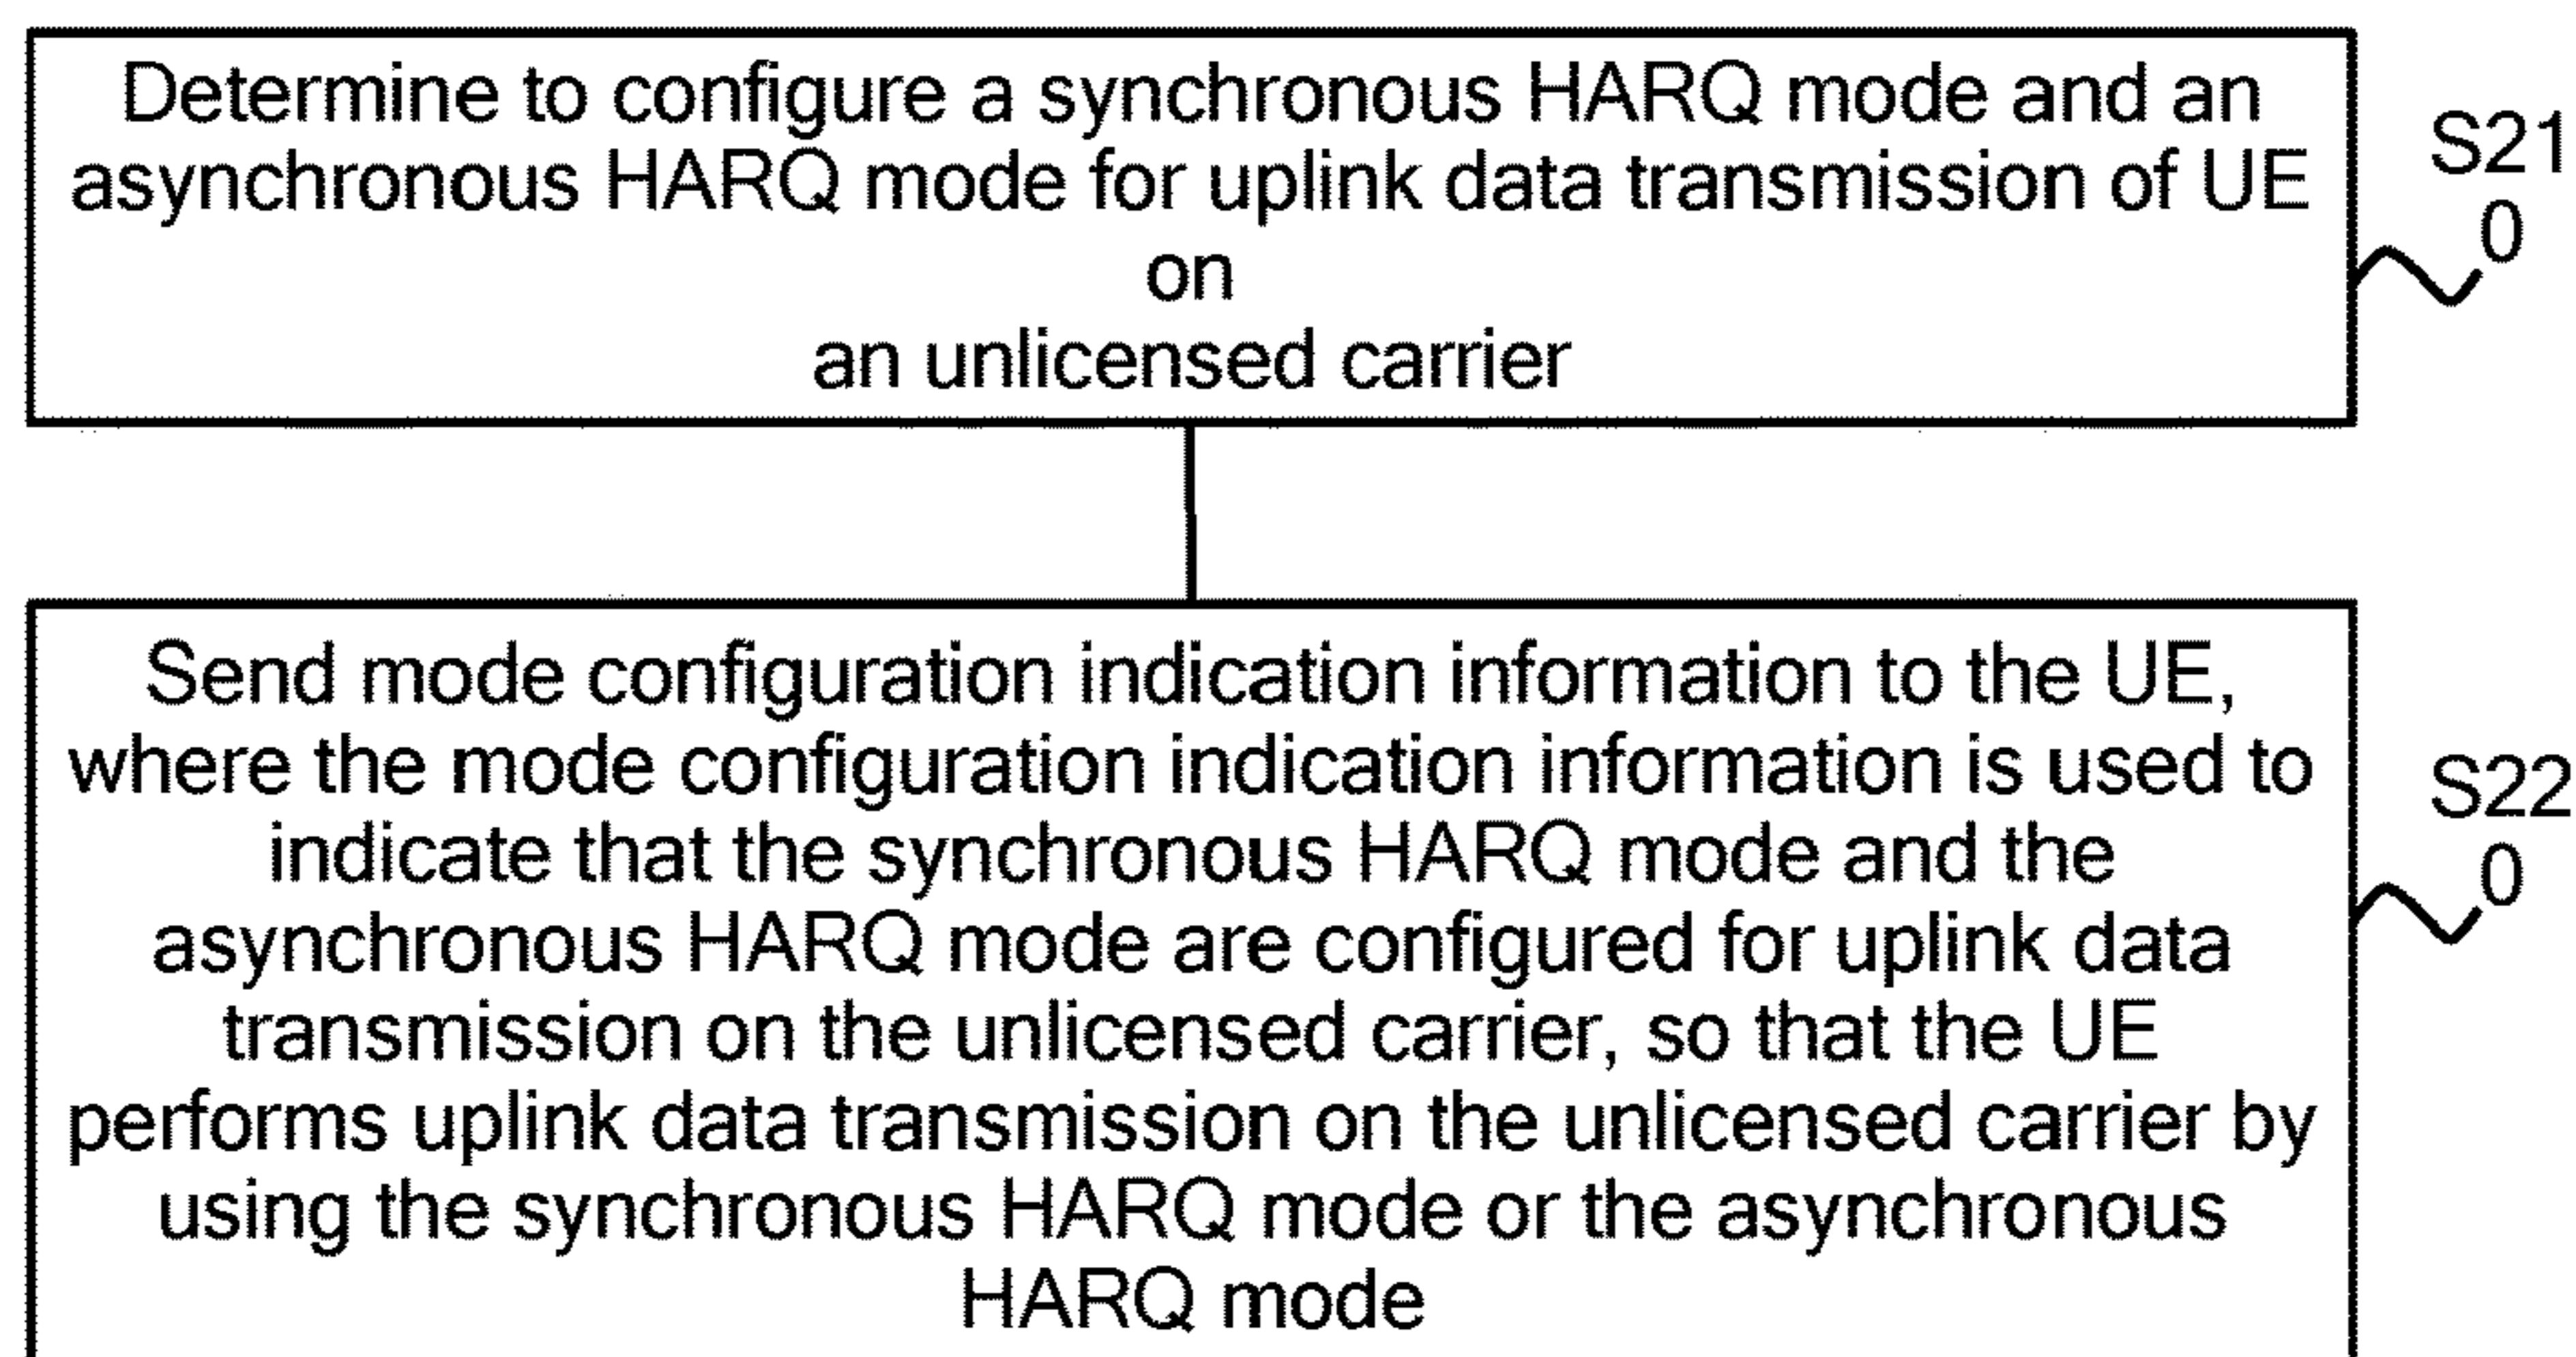 Determine to configure a synchronous HARQ mode and an
asynchronous HARQ mode for uplink data transmission of UE
on
an unlicensed carrier
S21
0
Send mode configuration indication information to the UE,
where the mode configuration indication information is used to
indicate that the synchronous HARQ mode and the
asynchronous HARQ mode are configured for uplink data
transmission on the unlicensed carrier, so that the UE
performs uplink data transmission on the unlicensed carrier by
using the synchronous HARQ mode or the asynchronous
HARQ mode
S22
0